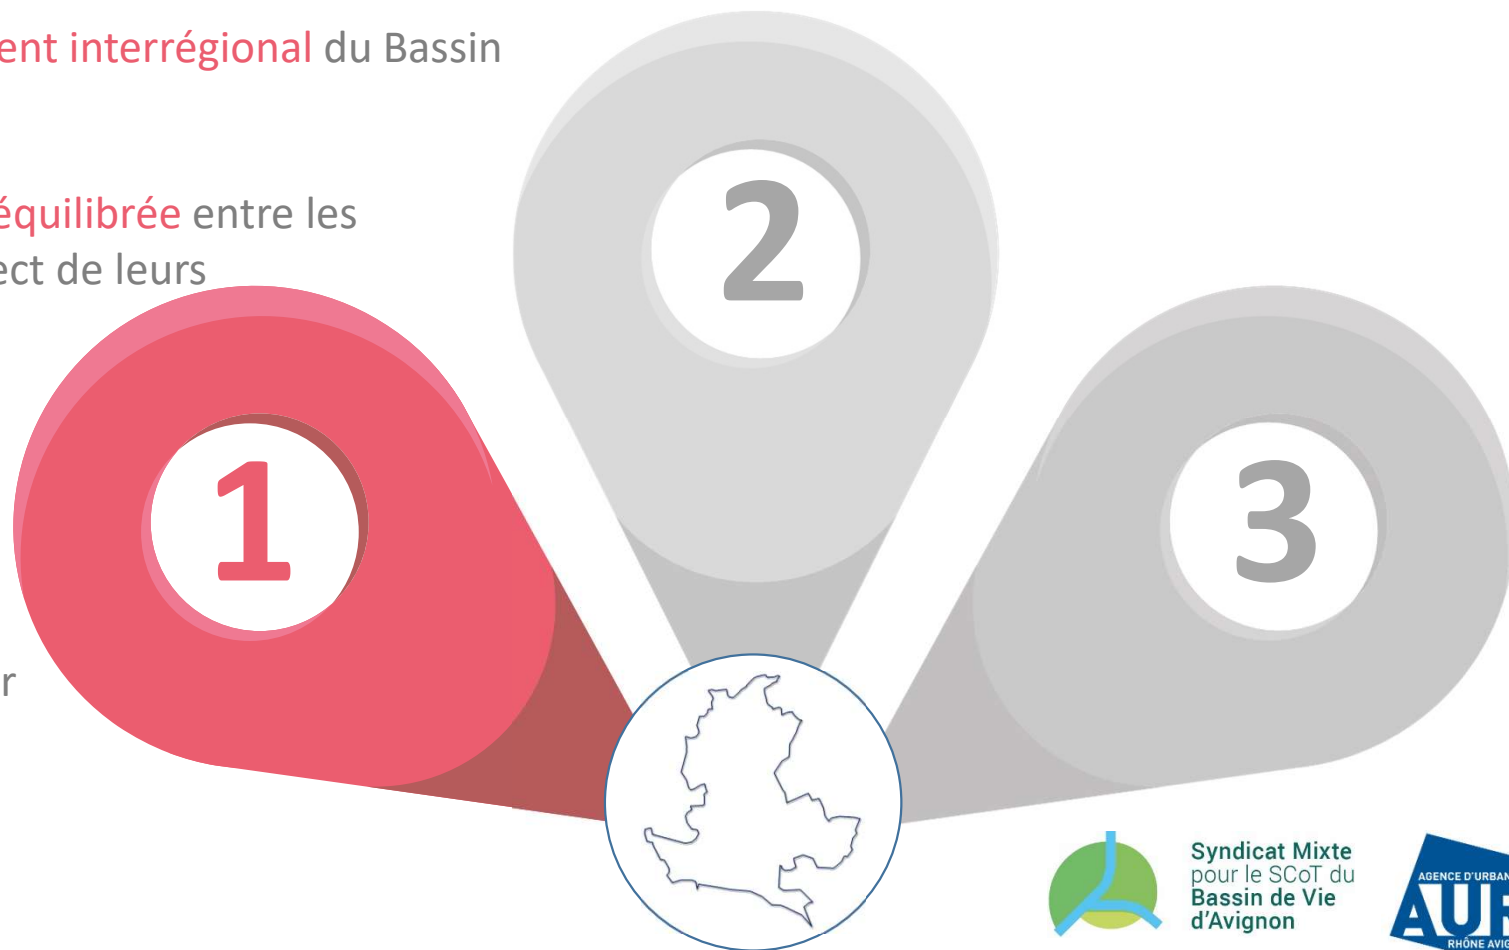 ent interrégional du Bassin
équilibrée entre les
ect de leurs
2
1
3
r
Syndicat Mixte
pour le SCoT du
Bassin de Vie
d'Avignon
AGENCE D'URBAN
AUR
RHÔNE AVIG